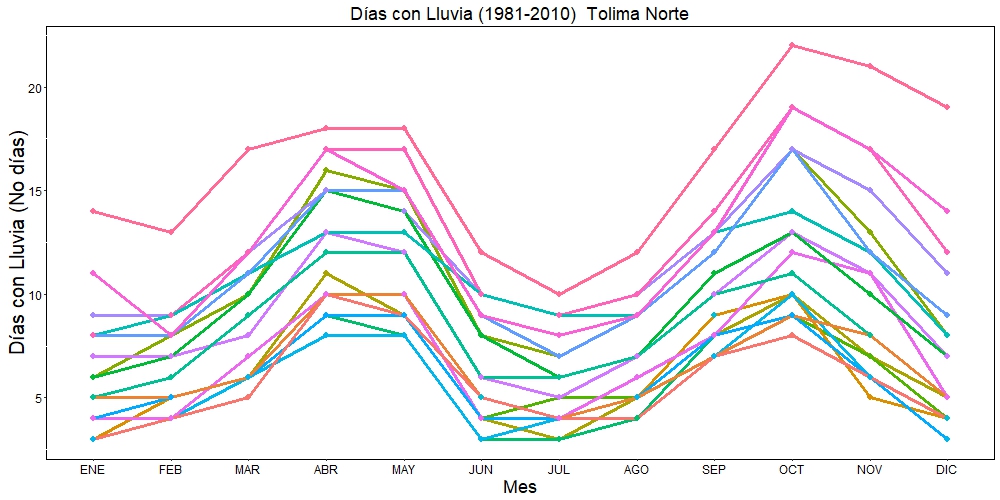 Días con Lluvia (1981-2010) Tolima Norte
Días con Lluvia (No días)
20
15
10
5
ENE FEB MAR ABR MAY JUN JUL AGO SEP OCT NOV DIC
Mes